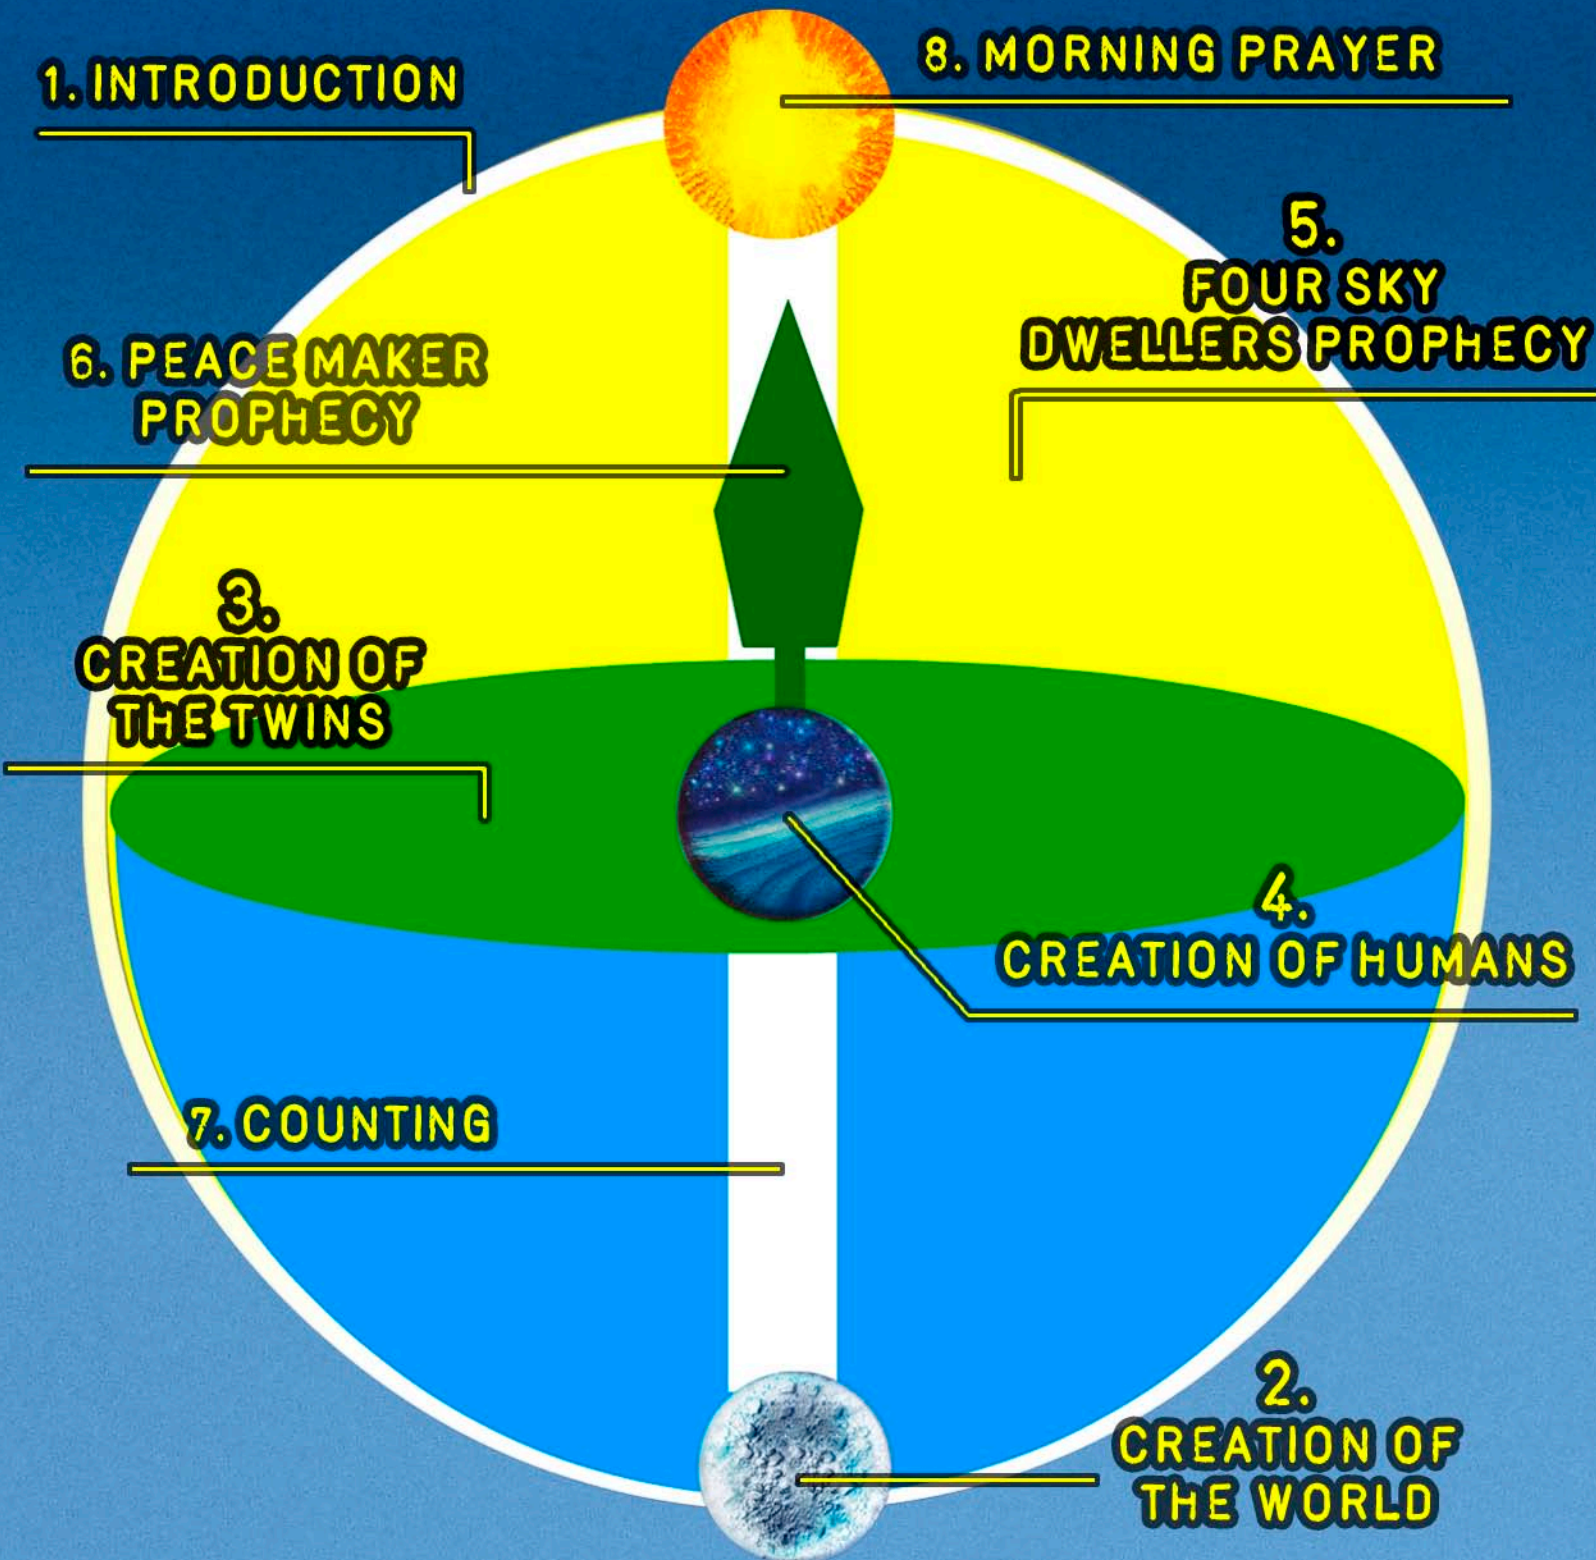 1. INTRODUCTION
8. MORNING PRAYER
5.
FOUR SKY
DWELLERS PROPHECY
6. PEACE MAKER
PROPHECY
3.
CREATION OF
THE TWINS
4.
CREATION OF HUMANS
7. COUNTING
2.
CREATION OF
THE WORLD